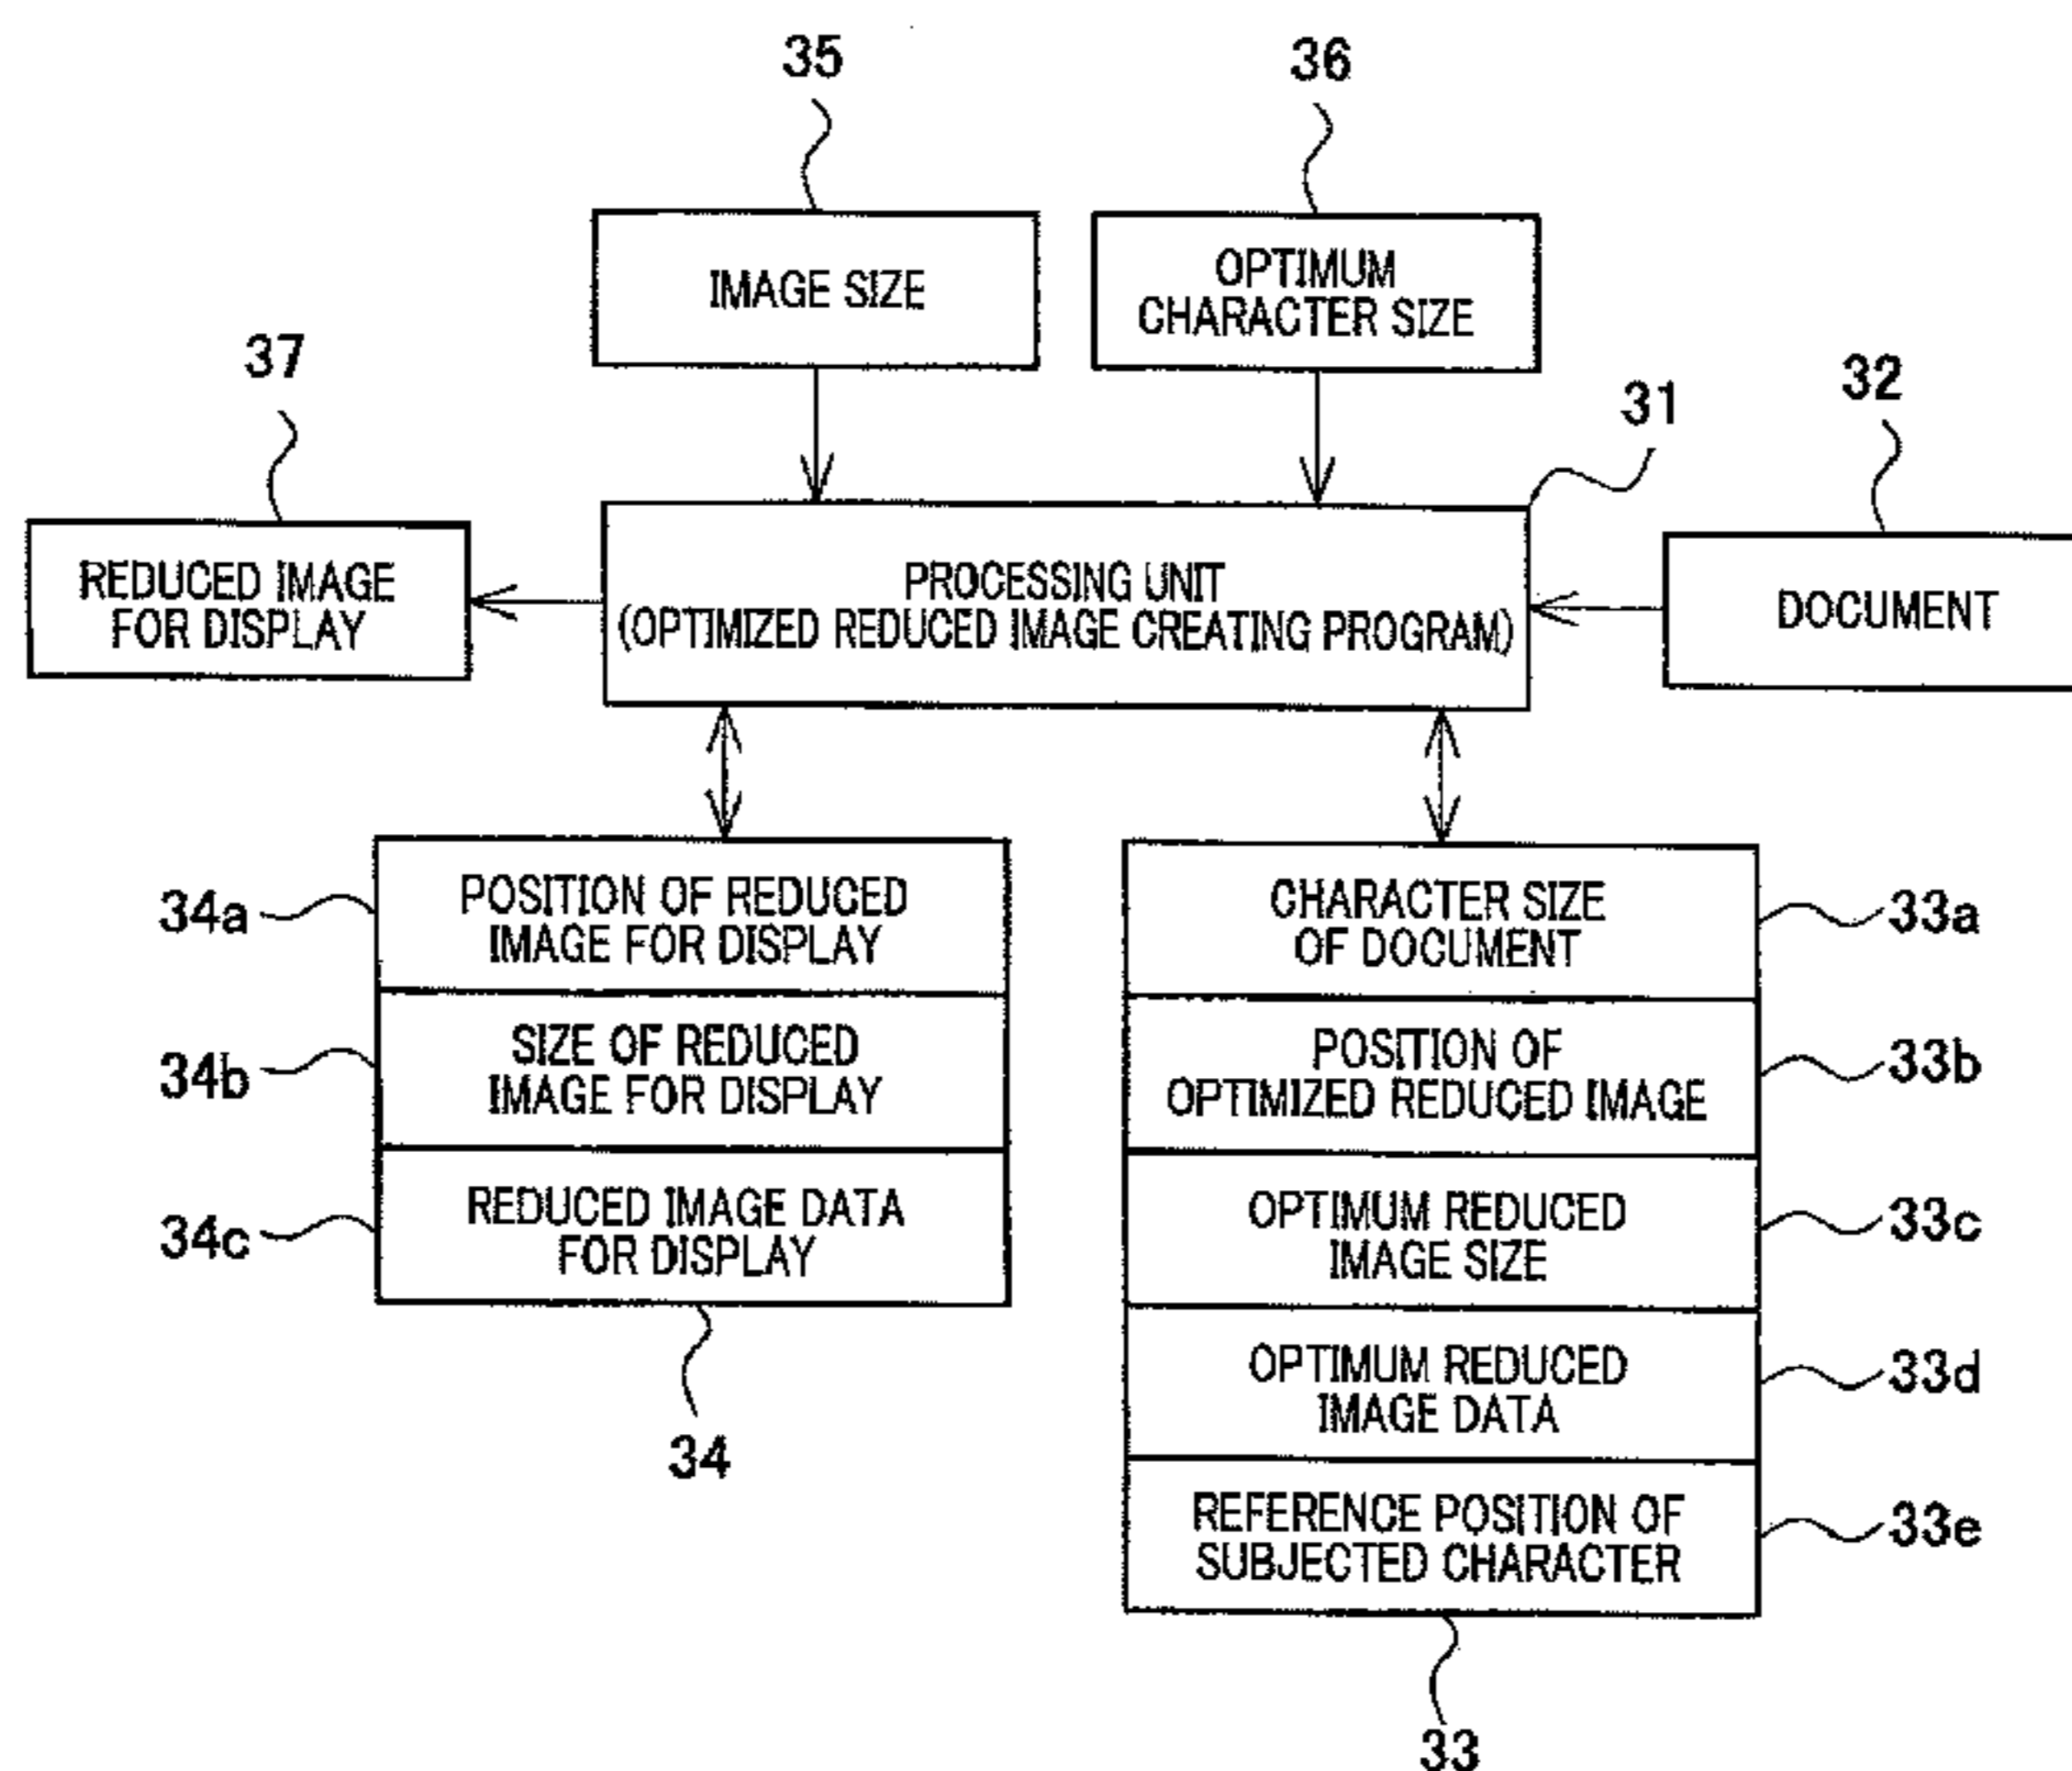 35
36
IMAGE SIZE
OPTIMUM
CHARACTER SIZE
37
32
31
REDUCED IMAGE
FOR DISPLAY
PROCESSING UNIT
(OPTIMIZED REDUCED IMAGE CREATING PROGRAM)
DOCUMENT
34a
POSITION OF REDUCED
IMAGE FOR DISPLAY
34b
SIZE OF REDUCED
IMAGE FOR DISPLAY
34c
REDUCED IMAGE DATA
FOR DISPLAY
34
CHARACTER SIZE
OF DOCUMENT
33a
POSITION OF
OPTIMIZED REDUCED IMAGE
33b
OPTIMUM REDUCED
IMAGE SIZE
33c
OPTIMUM REDUCED
IMAGE DATA
33d
REFERENCE POSITION OF
SUBJECTED CHARACTER
33e
33